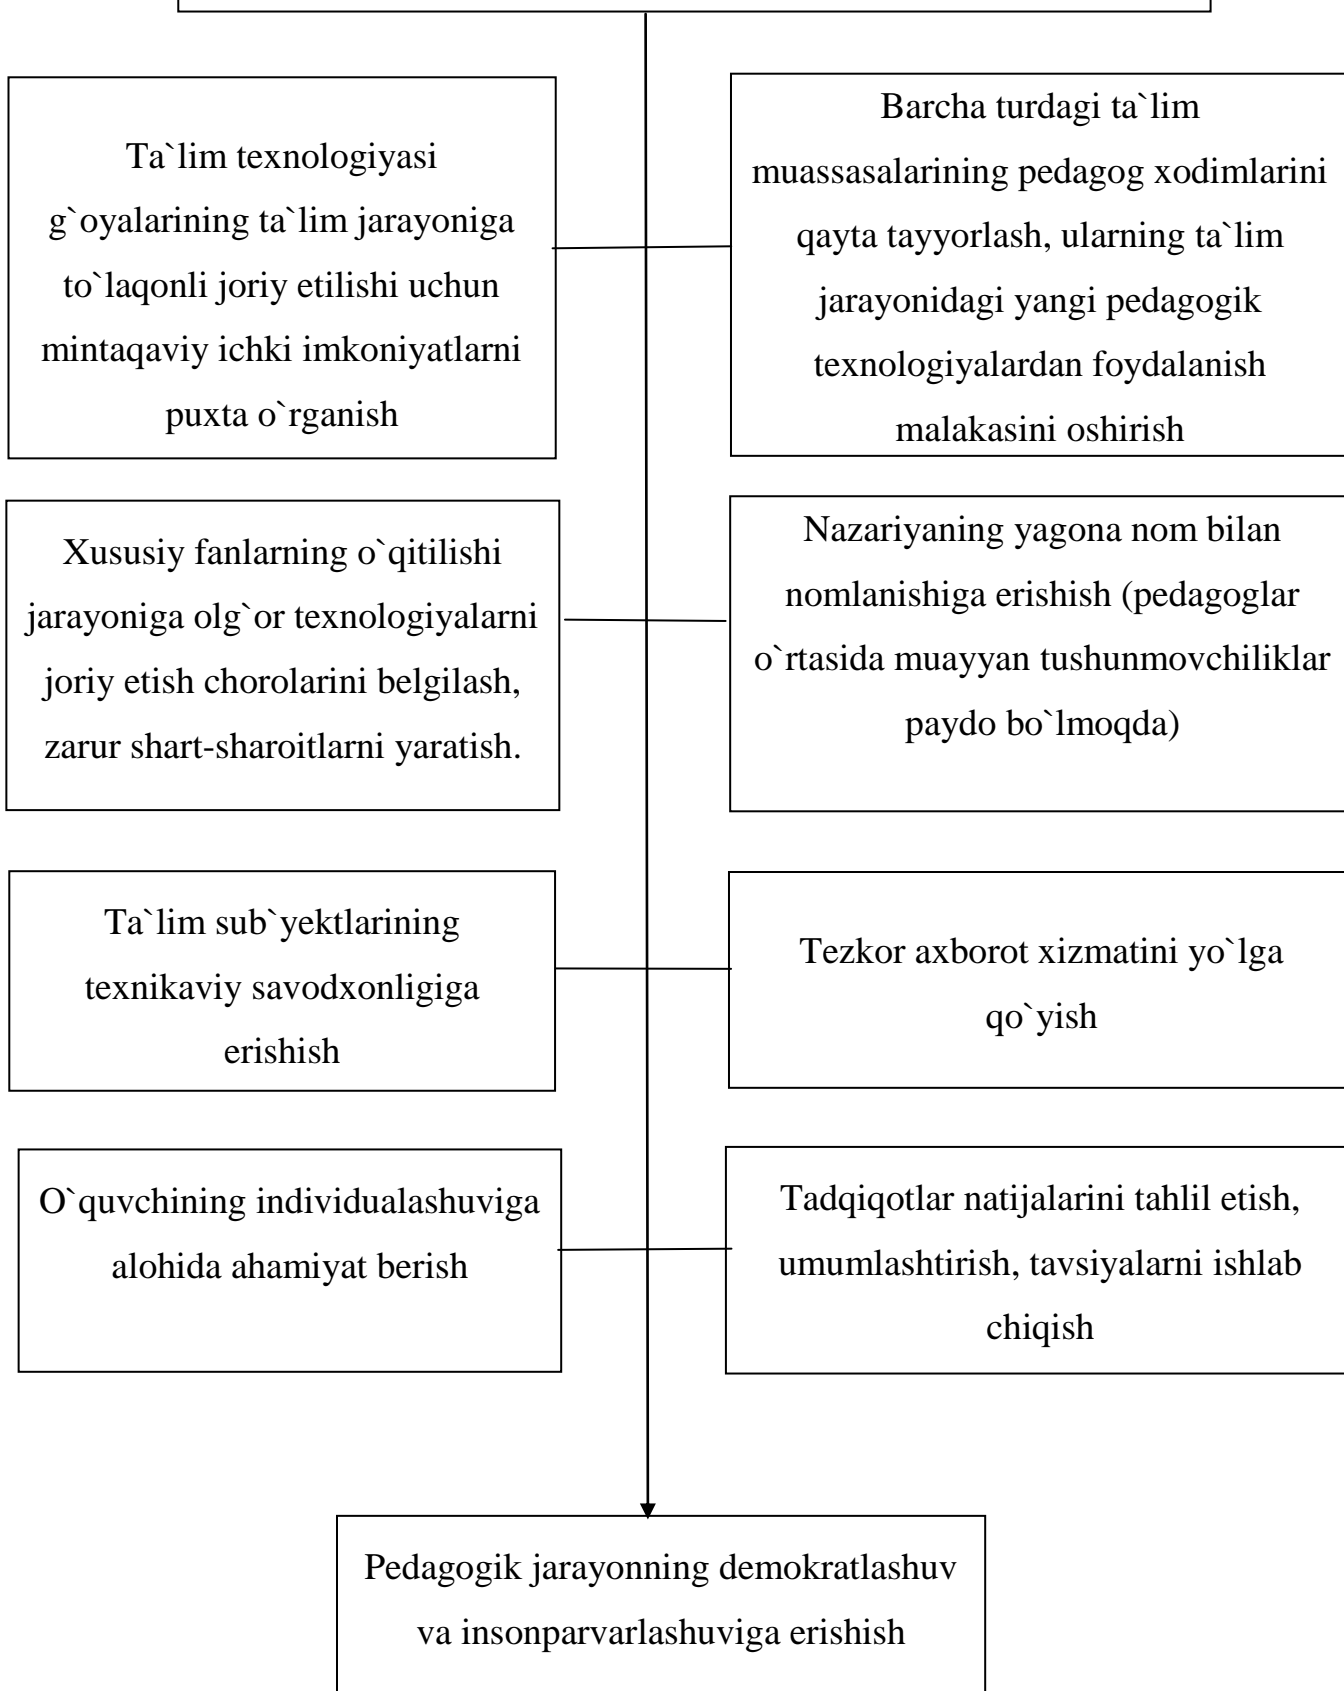 Ta`lim texnologiyasi
g`oyalarining ta`lim jarayoniga
to`laqonli joriy etilishi uchun
mintaqaviy ichki imkoniyatlarni
puxta o`rganish
Barcha turdagi ta`lim
muassasalarining pedagog xodimlarini
qayta tayyorlash, ularning ta`lim
jarayonidagi yangi pedagogik
texnologiyalardan foydalanish
malakasini oshirish
Xususiy fanlarning o`qitilishi
jarayoniga olg`or texnologiyalarni
joriy etish chorolarini belgilash,
zarur shart-sharoitlarni yaratish.
Nazariyaning yagona nom bilan
nomlanishiga erishish (pedagoglar
o`rtasida muayyan tushunmovchiliklar
paydo bo`lmoqda)
Ta`lim sub`yektlarining
texnikaviy savodxonligiga
erishish
Tezkor axborot xizmatini yo`lga
qo`yish
O`quvchining individualashuviga
alohida ahamiyat berish
Tadqiqotlar natijalarini tahlil etish,
umumlashtirish, tavsiyalarni ishlab
chiqish
Pedagogik jarayonning demokratlashuv
va insonparvarlashuviga erishish